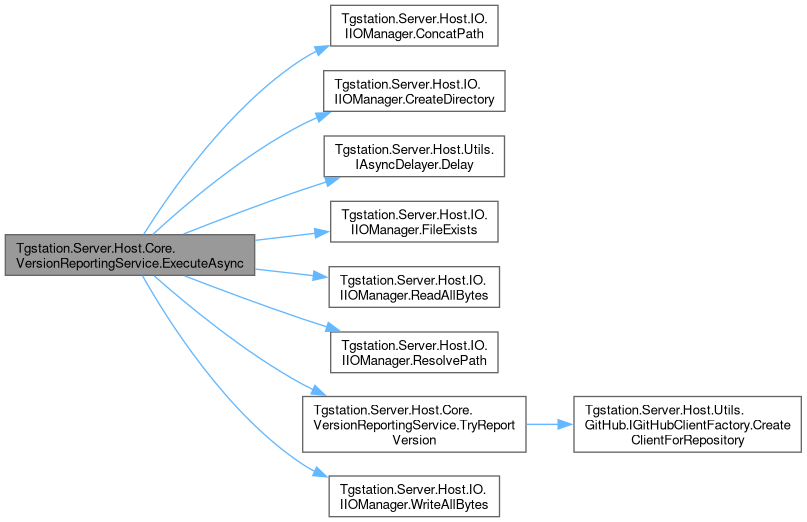 Tgstation.Server.Host.IO.
IIOManager.ConcatPath
Tgstation.Server.Host.IO.
IIOManager.CreateDirectory
Tgstation.Server.Host.Utils.
IAsyncDelayer.Delay
Tgstation.Server.Host.IO.
IIOManager.FileExists
Tgstation.Server.Host.Core.
VersionReportingService.ExecuteAsync
Tgstation.Server.Host.IO.
IIOManager.ReadAllBytes
Tgstation.Server.Host.IO.
IIOManager.ResolvePath
Tgstation.Server.Host.Core.
VersionReportingService.TryReport
Version
Tgstation.Server.Host.Utils.
GitHub.IGitHubClientFactory.Create
ClientForRepository
Tgstation.Server.Host.IO.
IIOManager.WriteAllBytes